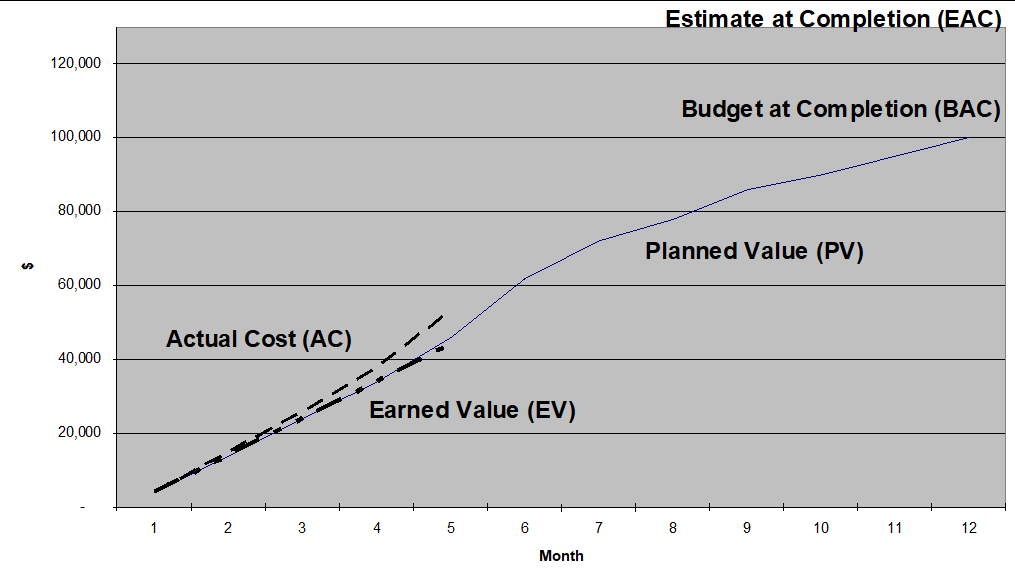 Estimate at Completion (EAC)
120,000
Budget at Completion (BAC)
100,000
80,000
Planned Value (PV)
$
60,000
Actual Cost (AC)
40,000
Earned Value (EV)
20,000
-
1 2 3 4 5 6 7 8 9 10 11 12
Month